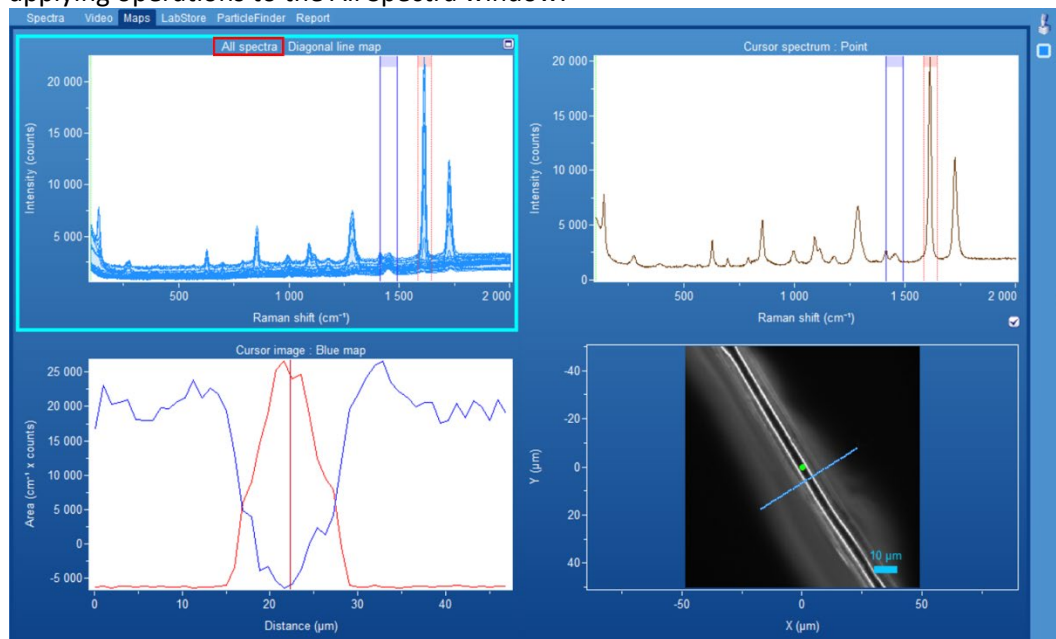 applying operations to the All Spectra window.
Spectra Video Maps LabStore ParticleFinder Report
All spectra Diagonal line map
Intensity (counts)
20 000
15 000
10 000
5 000
500
1 000
1 500
2 000
Raman shift (cm⁻¹)
Cursor spectrum : Point
Intensity (counts)
20 000
15 000
10 000
5 000
0
500
1 000
1 500
2 000
Raman shift (cm⁻¹)
Cursor image : Blue map
Area (cm⁻¹ x counts)
25 000
20 000
15 000
10 000
5 000
0
-5 000
0
10
20
30
40
Distance (µm)
Y (µm)
-40
-20
0
20
40
10 µm
-50
0
50
X (µm)